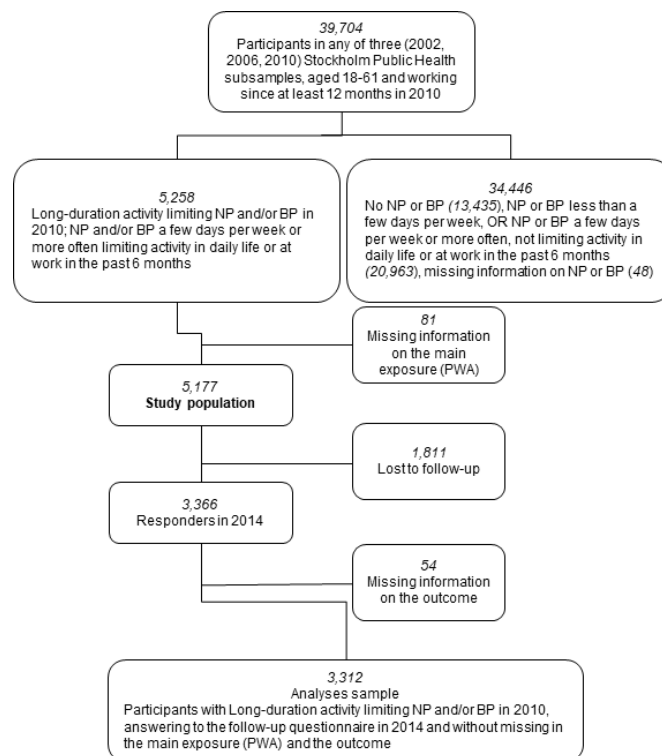 39,704
Participants in any of three (2002,
2006, 2010) Stockholm Public Health
subsamples, aged 18-61 and working
since at least 12 months in 2010
5,258
Long-duration activity limiting NP and/or BP in
2010; NP and/or BP a few days per week or
more often limiting activity in daily life or at
work in the past 6 months
34,446
No NP or BP (13,435), NP or BP less than a
few days per week, OR NP or BP a few days
per week or more often, not limiting activity in
daily life or at work in the past 6 months
(20,963), missing information on NP or BP (48)
81
Missing information
on the main
exposure (PWA)
5,177
Study population
1,811
Lost to follow-up
3,366
Responders in 2014
54
Missing information
on the outcome
3,312
Analyses sample
Participants with Long-duration activity limiting NP and/or BP in 2010,
answering to the follow-up questionnaire in 2014 and without missing in
the main exposure (PWA) and the outcome